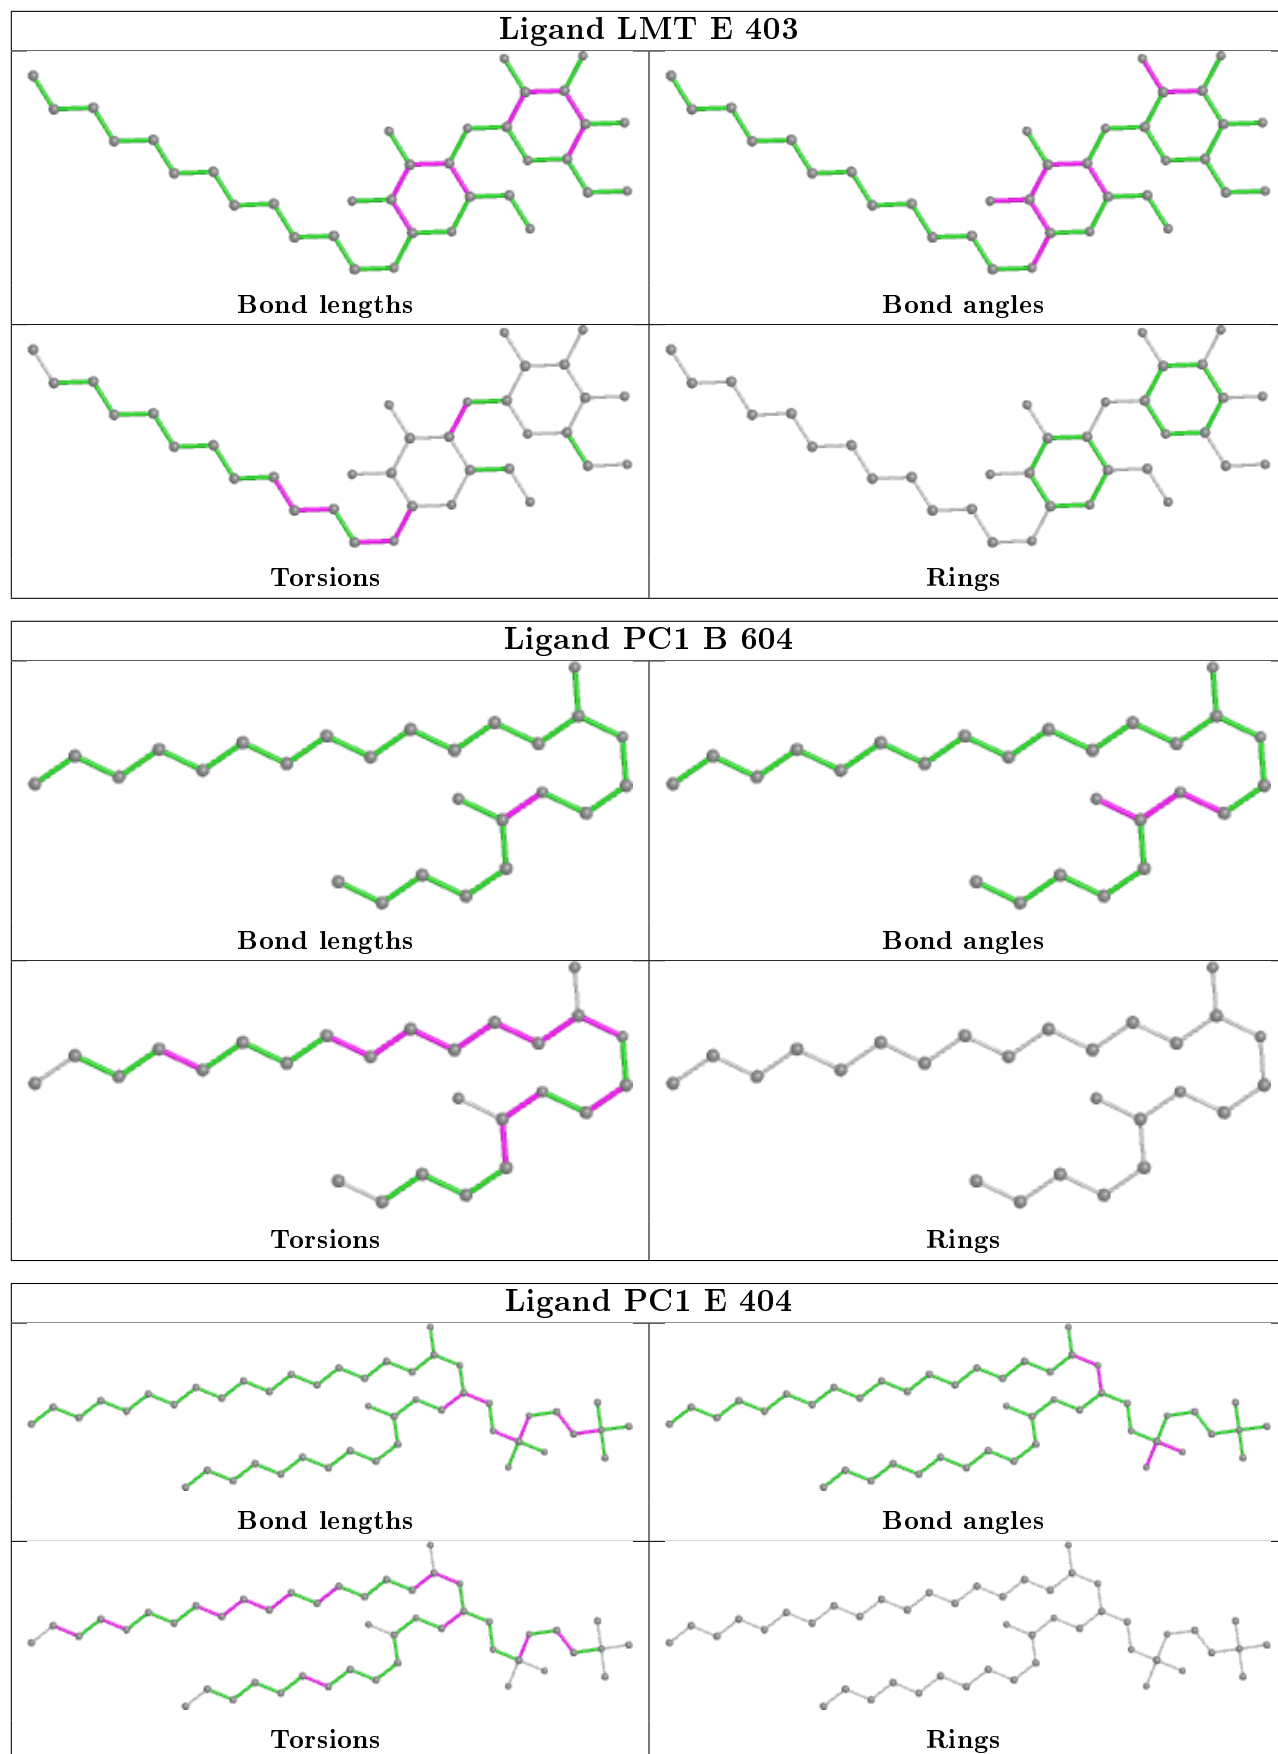 Ligand LMT E 403
Bond lengths
Bond angles
Torsions
Rings
Ligand PC1 B 604
Bond lengths
Bond angles
Torsions
Rings
Ligand PC1 E 404
Bond lengths
Bond angles
Torsions
Rings